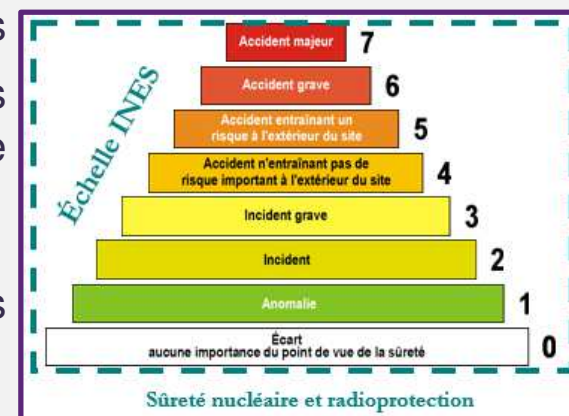 Échelle INES
Accident majeur 7
Accident grave 6
Accident entraînant un
risque à l'extérieur du site 5
Accident n'entraînant pas de
risque important à l'extérieur du site 4
Incident grave 3
Incident 2
Anomalie 1
Écart
aucune importance du point de vue de la sûreté 0
Sûreté nucléaire et radioprotection